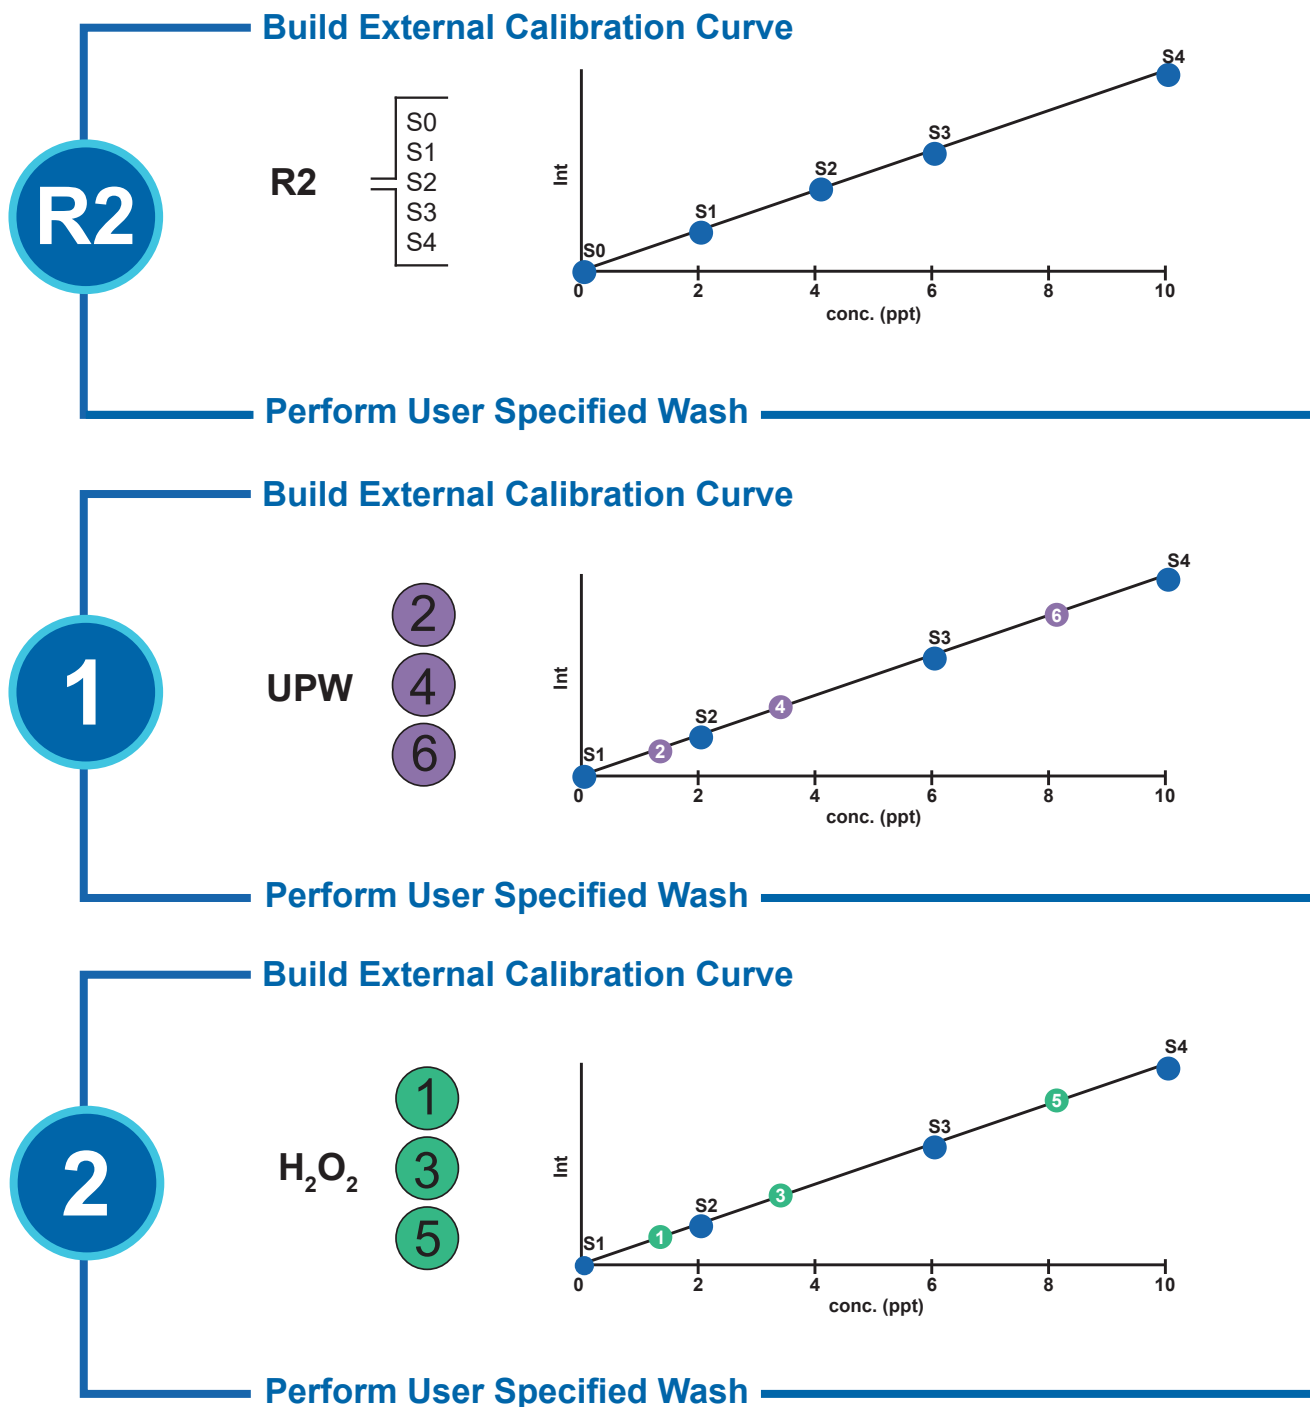 Build External Calibration Curve
R2
R2
S0
S1
S2
S3
S4
Int
S0
S1
S2
S3
S4
0 2 4 6 8 10
conc. (ppt)
Perform User Specified Wash
Build External Calibration Curve
1
UPW
2
4
6
Int
S1
2
S2
4
S3
6
S4
0 2 4 6 8 10
conc. (ppt)
Perform User Specified Wash
Build External Calibration Curve
2
H₂O₂
1
3
5
Int
S1
1
S2
3
S3
5
S4
0 2 4 6 8 10
conc. (ppt)
Perform User Specified Wash